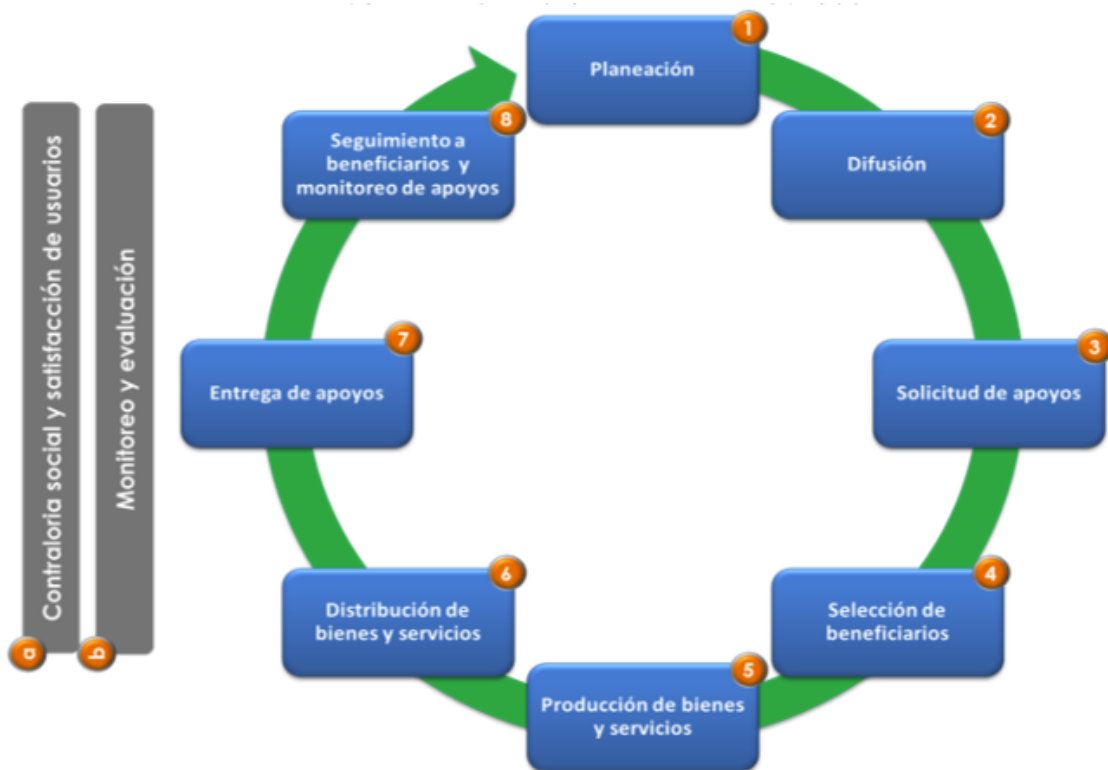 1
Planeación
2
Difusión
3
Solicitud de apoyos
4
Selección de
beneficiarios
5
Producción de bienes
y servicios
6
Distribución de
bienes y servicios
7
Entrega de apoyos
8
Seguimiento a
beneficiarios y
monitoreo de apoyos
a
Contraloria social y satisfacción de usuarios
b
Monitoreo y evaluación